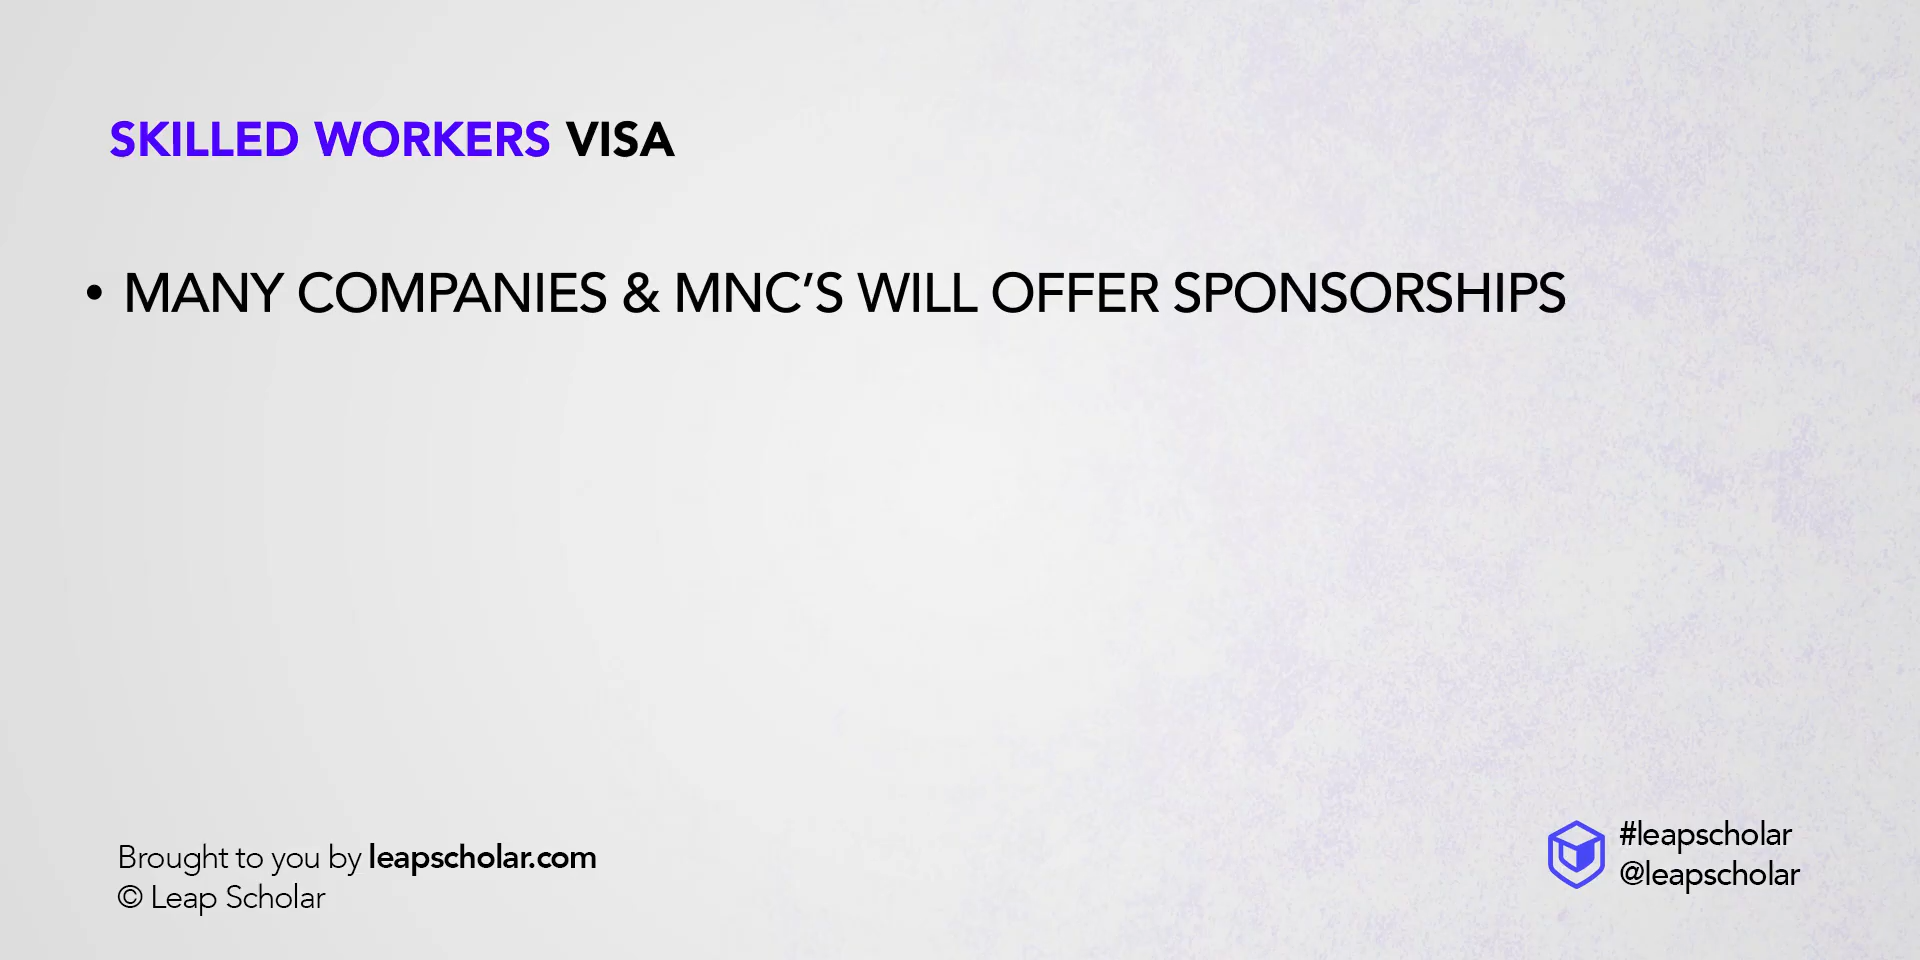 SKILLED WORKERS VISA
• MANY COMPANIES & MNC’S WILL OFFER SPONSORSHIPS
Brought to you by leapscholar.com
© Leap Scholar
#leapscholar
@leapscholar